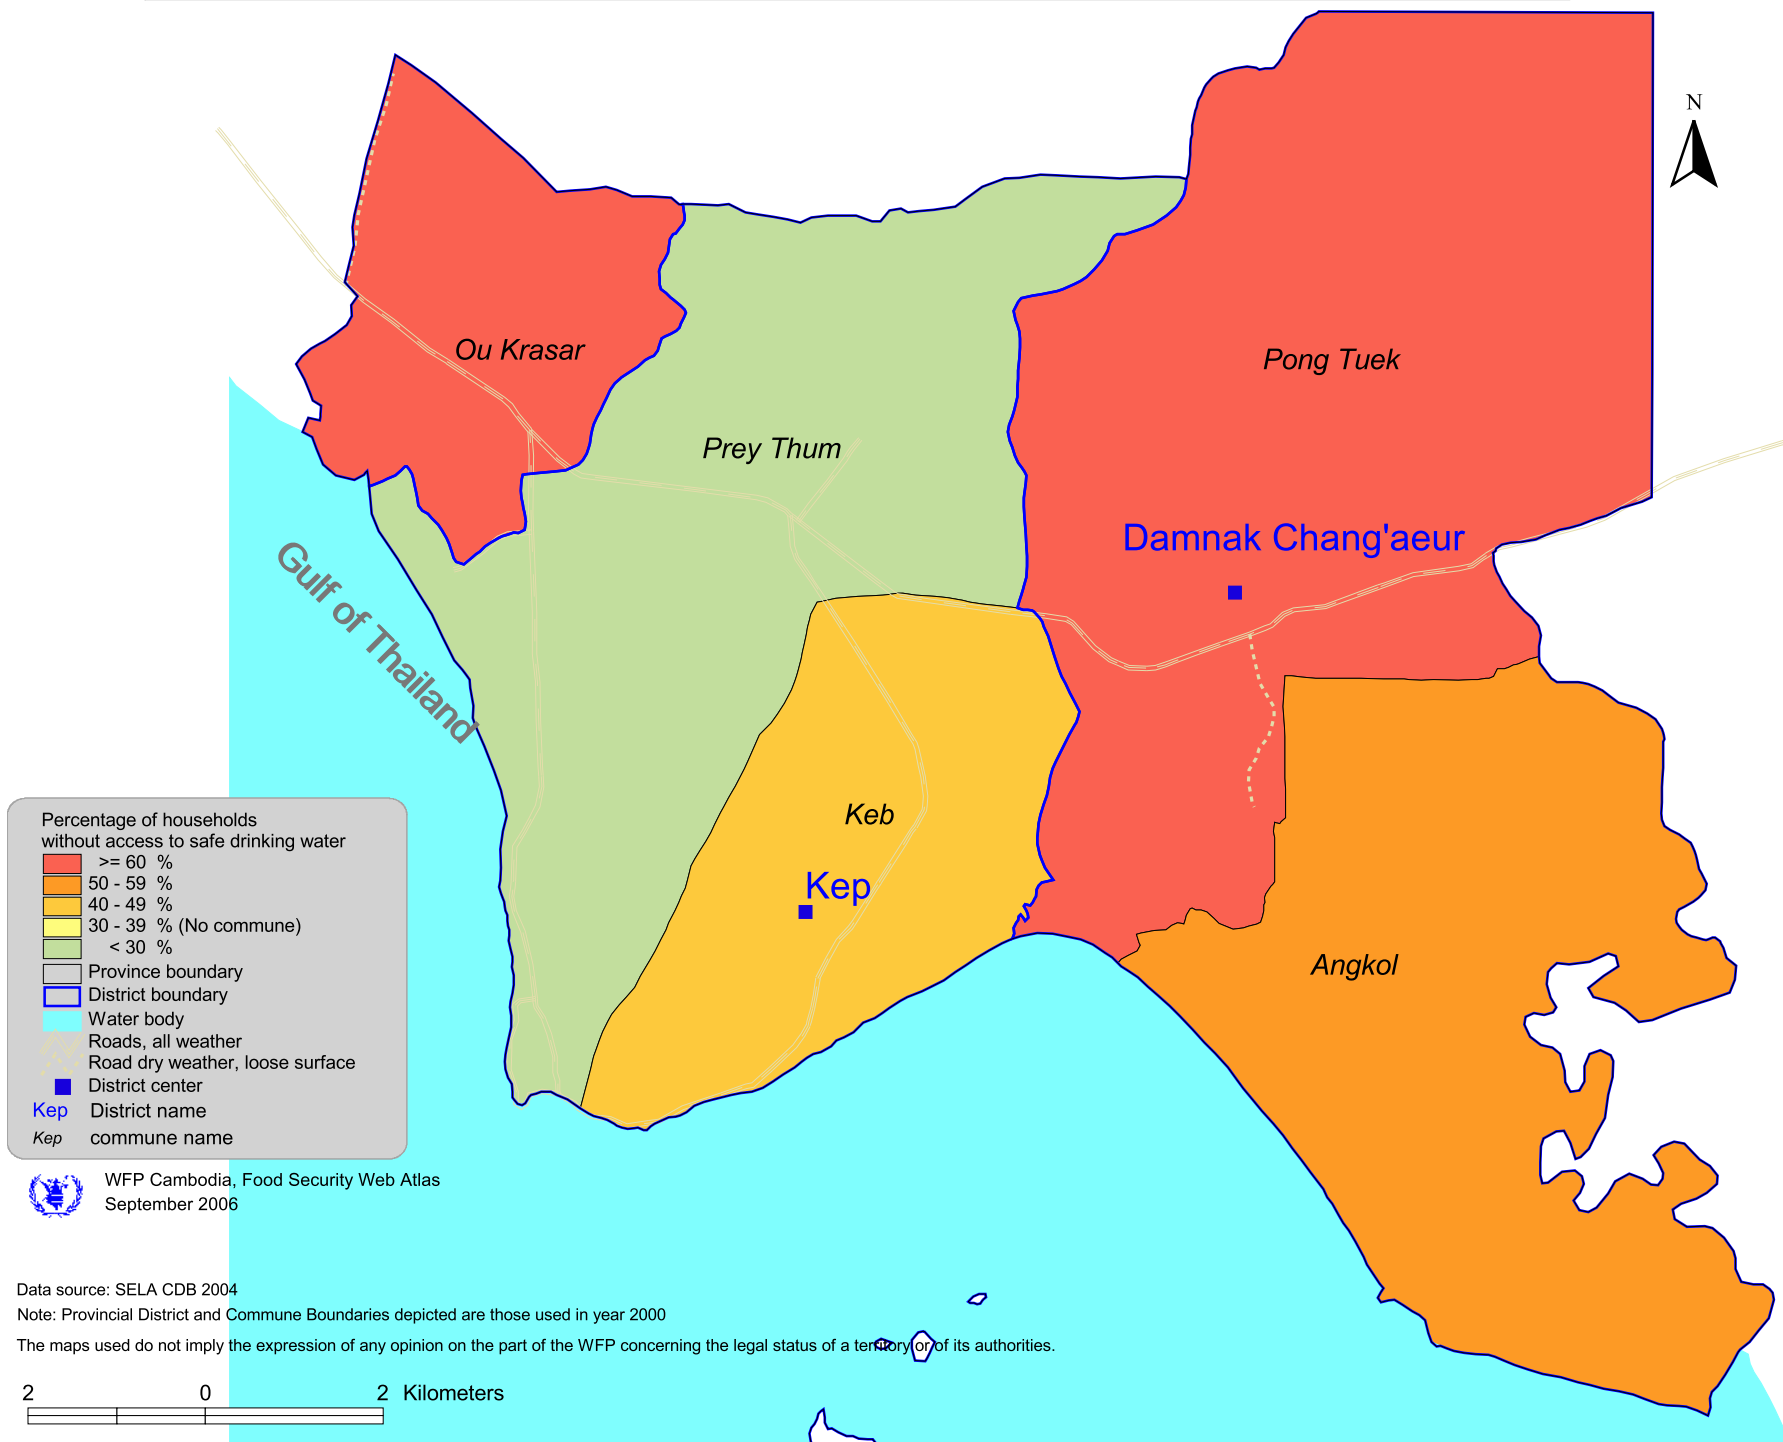 N
Ou Krasar
Pong Tuek
Prey Thum
Damnak Chang'aeur
Gulf of Thailand
Keb
Kep
Angkol
Percentage of households
without access to safe drinking water
>= 60 %
50 - 59 %
40 - 49 %
30 - 39 % (No commune)
< 30 %
Province boundary
District boundary
Water body
Roads, all weather
Road dry weather, loose surface
District center
Kep District name
Kep commune name
WFP Cambodia, Food Security Web Atlas
September 2006
Data source: SELA CDB 2004
Note: Provincial District and Commune Boundaries depicted are those used in year 2000
The maps used do not imply the expression of any opinion on the part of the WFP concerning the legal status of a territory or of its authorities.
2 0 2 Kilometers